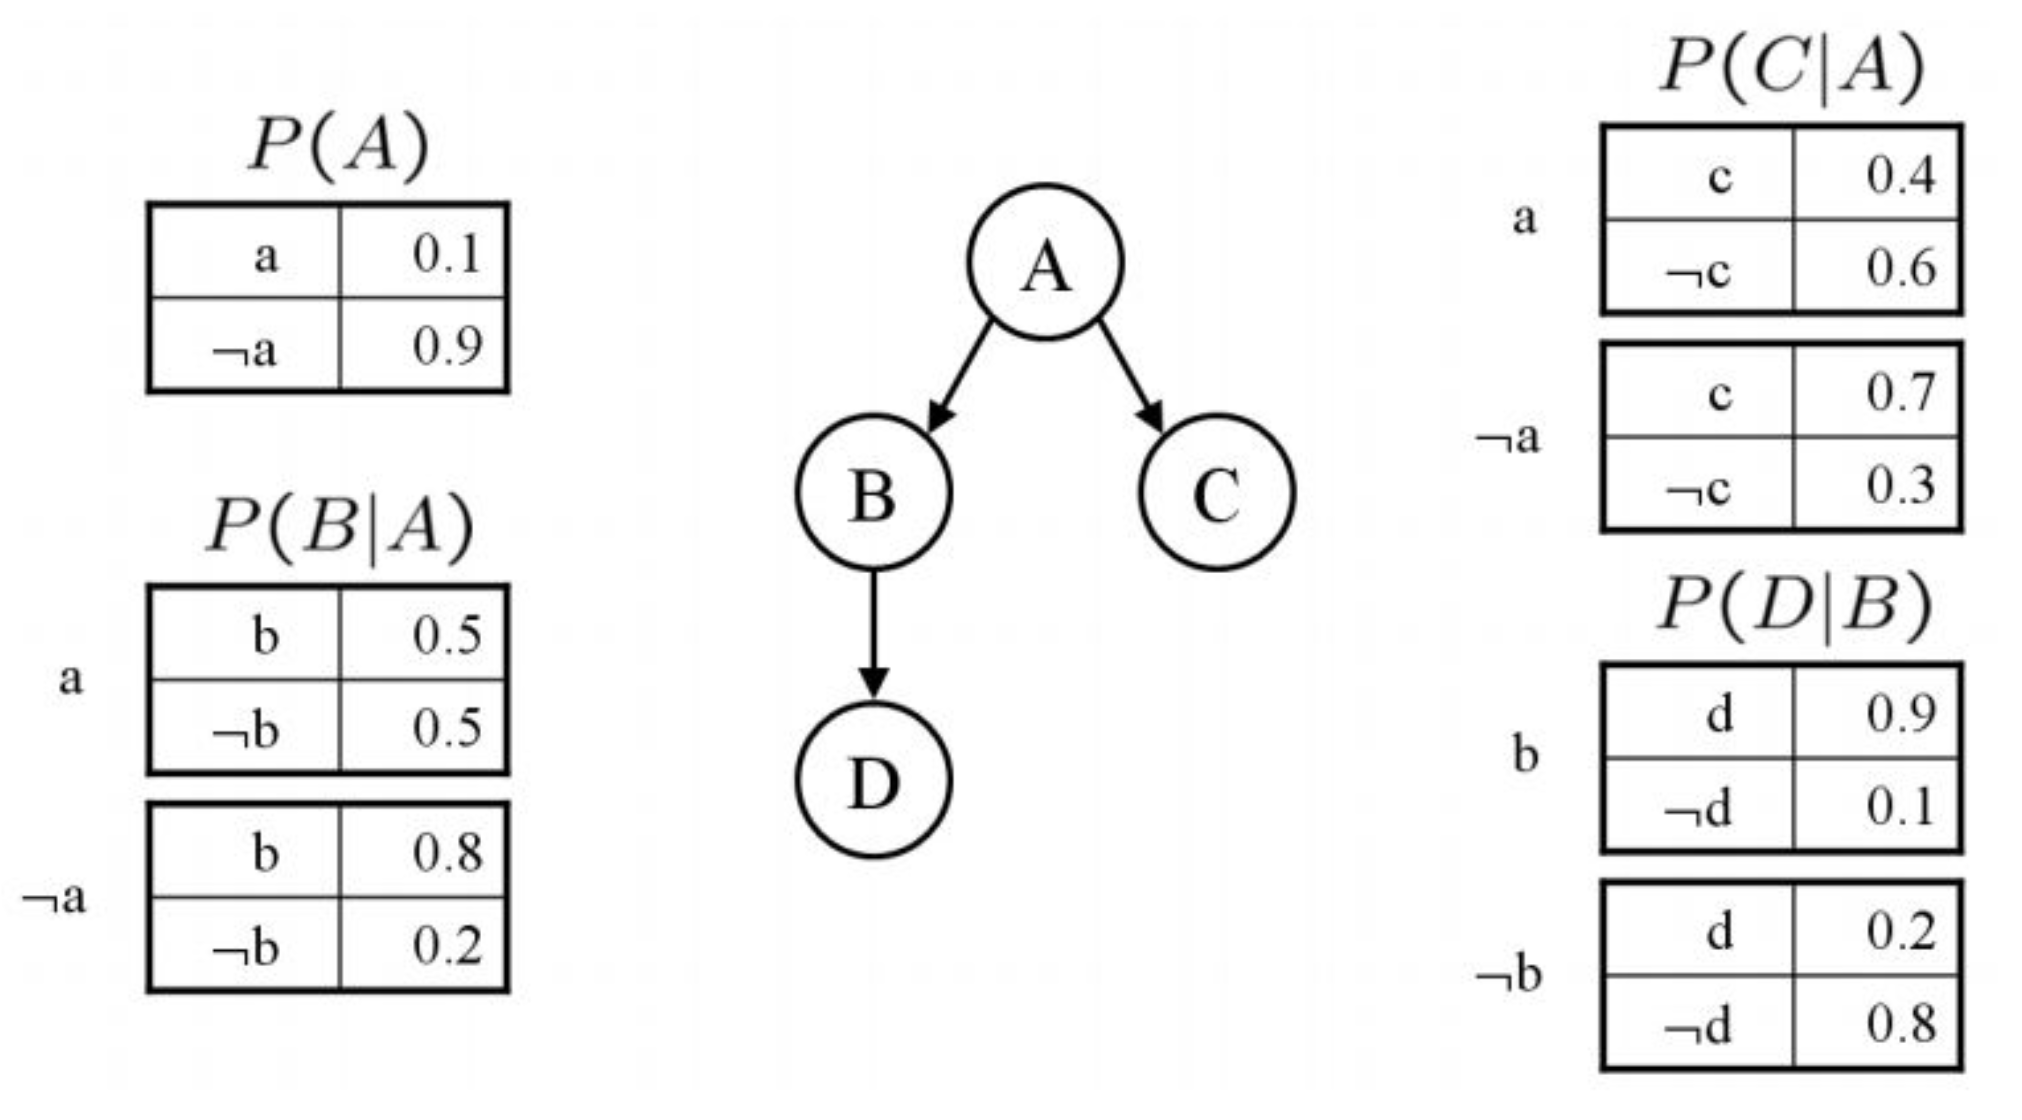 P(A)
a 0.1
¬a 0.9
P(B|A)
a
b 0.5
¬b 0.5
¬a
b 0.8
¬b 0.2
A
B
C
D
P(C|A)
a
c 0.4
¬c 0.6
¬a
c 0.7
¬c 0.3
P(D|B)
b
d 0.9
¬d 0.1
¬b
d 0.2
¬d 0.8